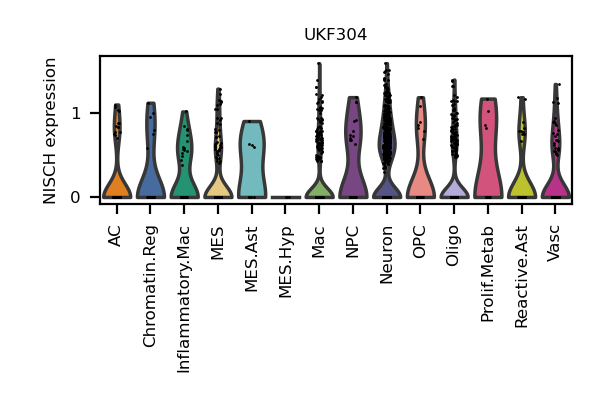 UKF304
NISCH expression
1
0
AC
Chromatin.Reg
Inflammatory.Mac
MES
MES.Ast
MES.Hyp
Mac
NPC
Neuron
OPC
Oligo
Prolif.Metab
Reactive.Ast
Vasc